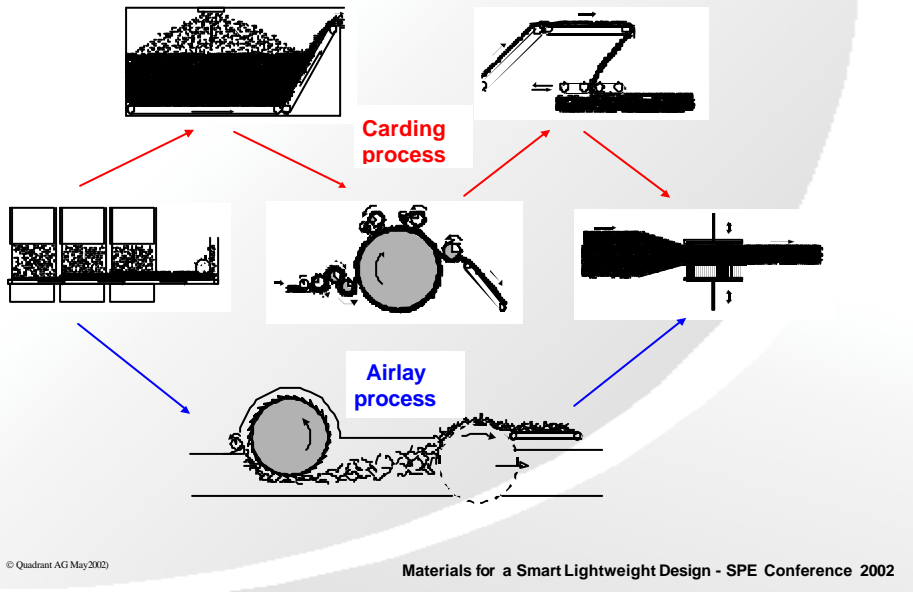 Carding
process
Airlay
process
© Quadrant AG May2002)
Materials for a Smart Lightweight Design - SPE Conference 2002